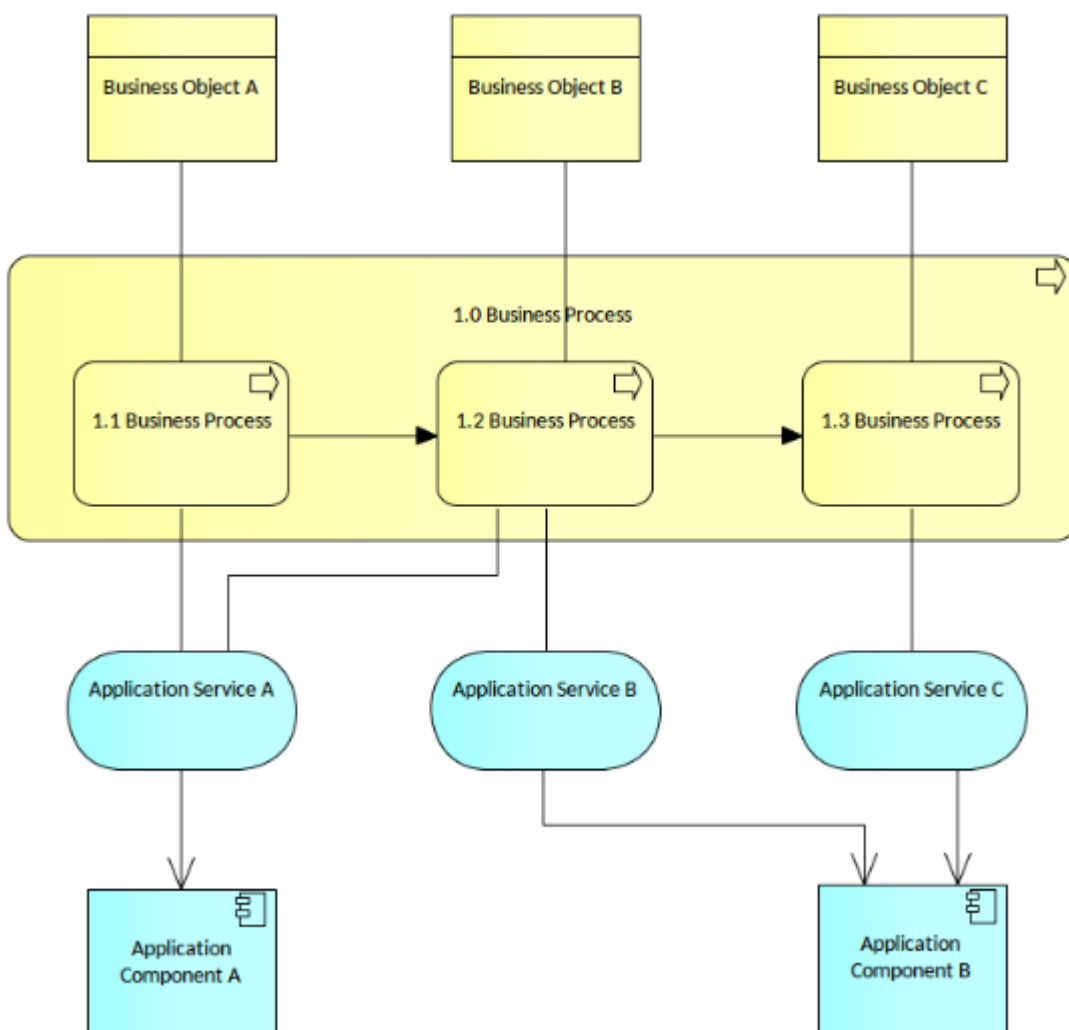 Business Object A
Business Object B
Business Object C
1.0 Business Process
1.1 Business Process
1.2 Business Process
1.3 Business Process
Application Service A
Application Service B
Application Service C
Application
Component A
Application
Component B